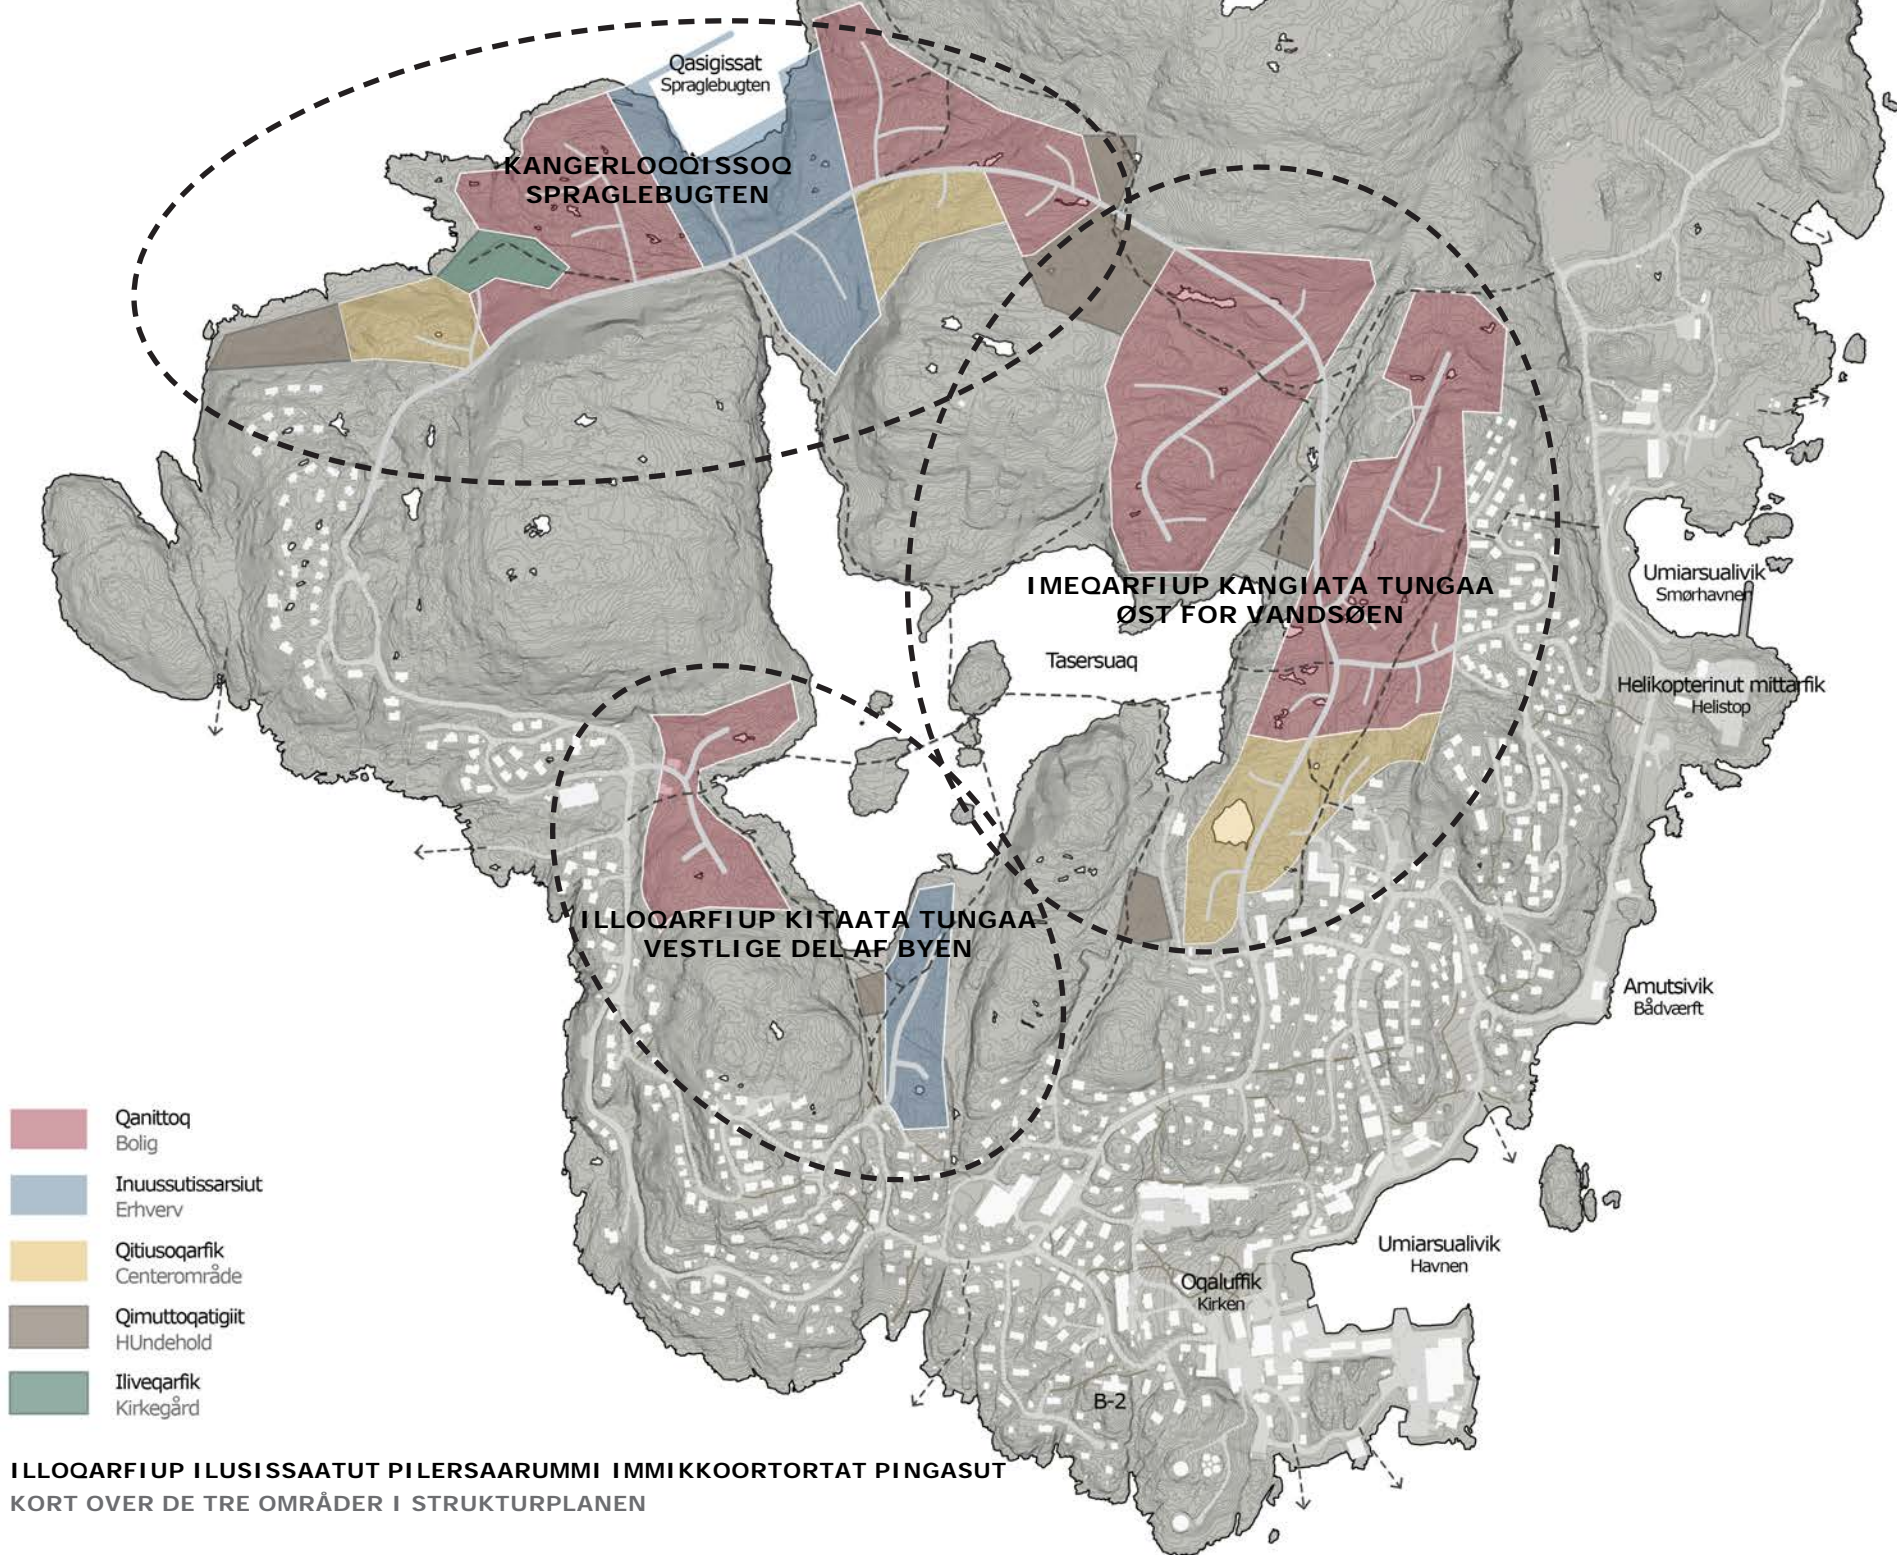 Qasigissat
Spraglebugten
KANGERLOQQISSOQ
SPRAGLEBUGTEN
IMEQARFIUP KANGIATA TUNGAA
ØST FOR VANDSØEN
Umiarsualivik
Smørhavnen
Tasersuaq
Helikopterinut mittarfik
Helistop
ILLOQARFIUP KITAATA TUNGAA
VESTLIGE DEL AF BYEN
Amutsivik
Bådværft
Qanittoq
Bolig
Inuussutissarsiut
Erhverv
Qitiusoqarfik
Centerområde
Qimuttoqatigiit
HUndehold
Iliveqarfik
Kirkegård
Umiarsualivik
Havnen
Oqaluffik
Kirken
B-2
ILLOQARFIUP ILUSISSAATUT PILERSAARUMMI IMMIKKOORTORTAT PINGASUT
KORT OVER DE TRE OMRÅDER I STRUKTURPLANEN